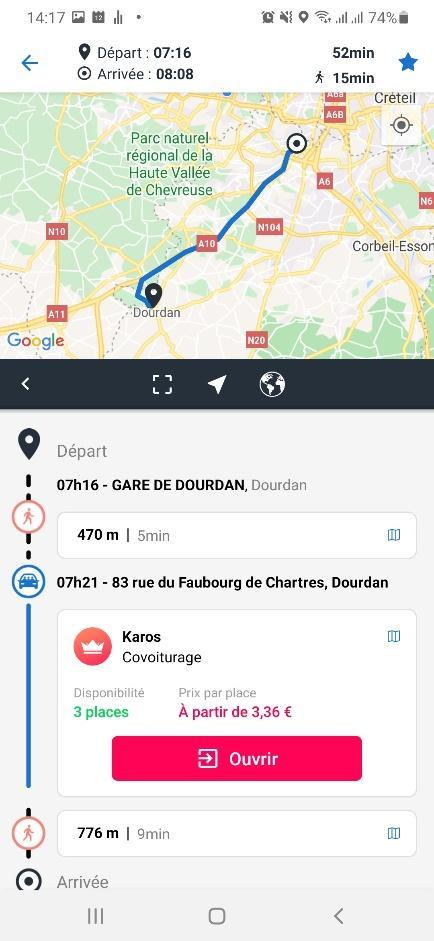 14:17 74%
Départ : 07:16
52min
Arrivée : 08:08
15min
A6a
Créteil
A6B
Parc naturel
régional de la
Haute Vallée
de Chevreuse
A6
N6
N10
N104
A10
Corbeil-Esson
A11
Dourdan
N20
Google
Départ
07h16 - GARE DE DOURDAN, Dourdan
470 m | 5min
07h21 - 83 rue du Faubourg de Chartres, Dourdan
Karos
Covoiturage
Disponibilité Prix par place
3 places À partir de 3,36 €
Ouvrir
776 m | 9min
Arrivée